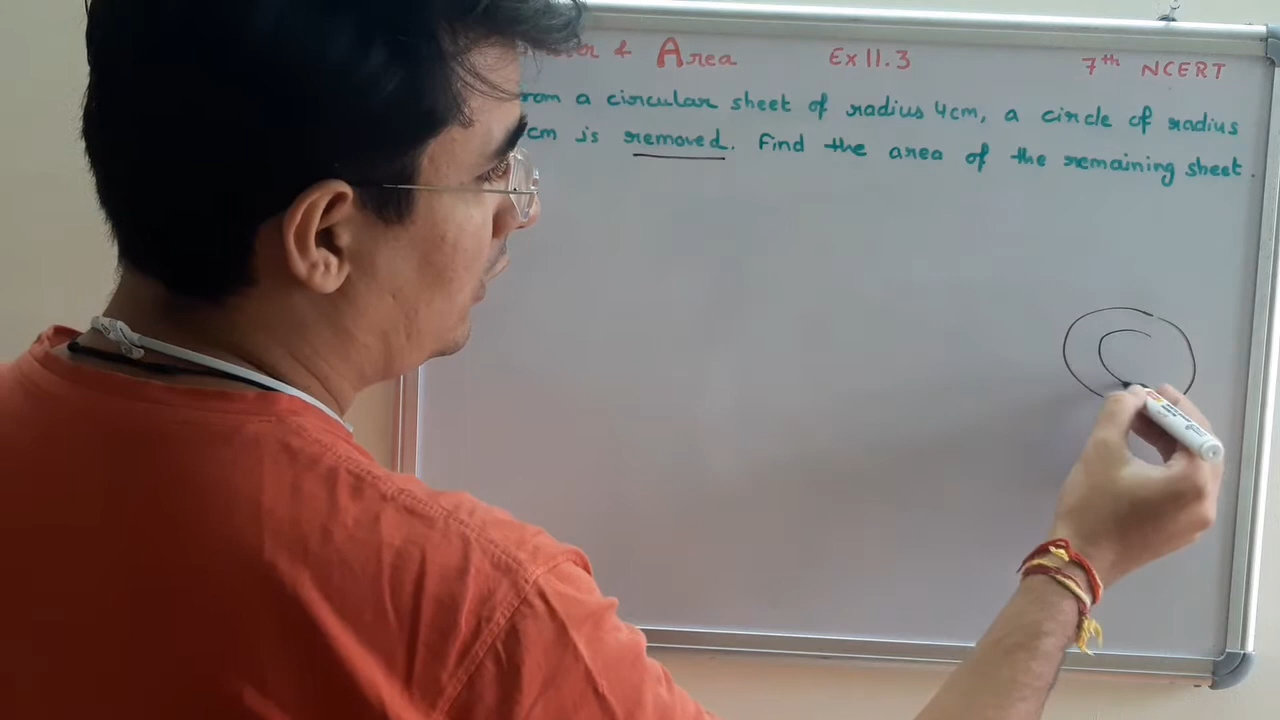 & Area Ex 11.3 7th NCERT
a circular sheet of radius 4cm, a circle of radius
cm is removed. Find the area of the remaining sheet.